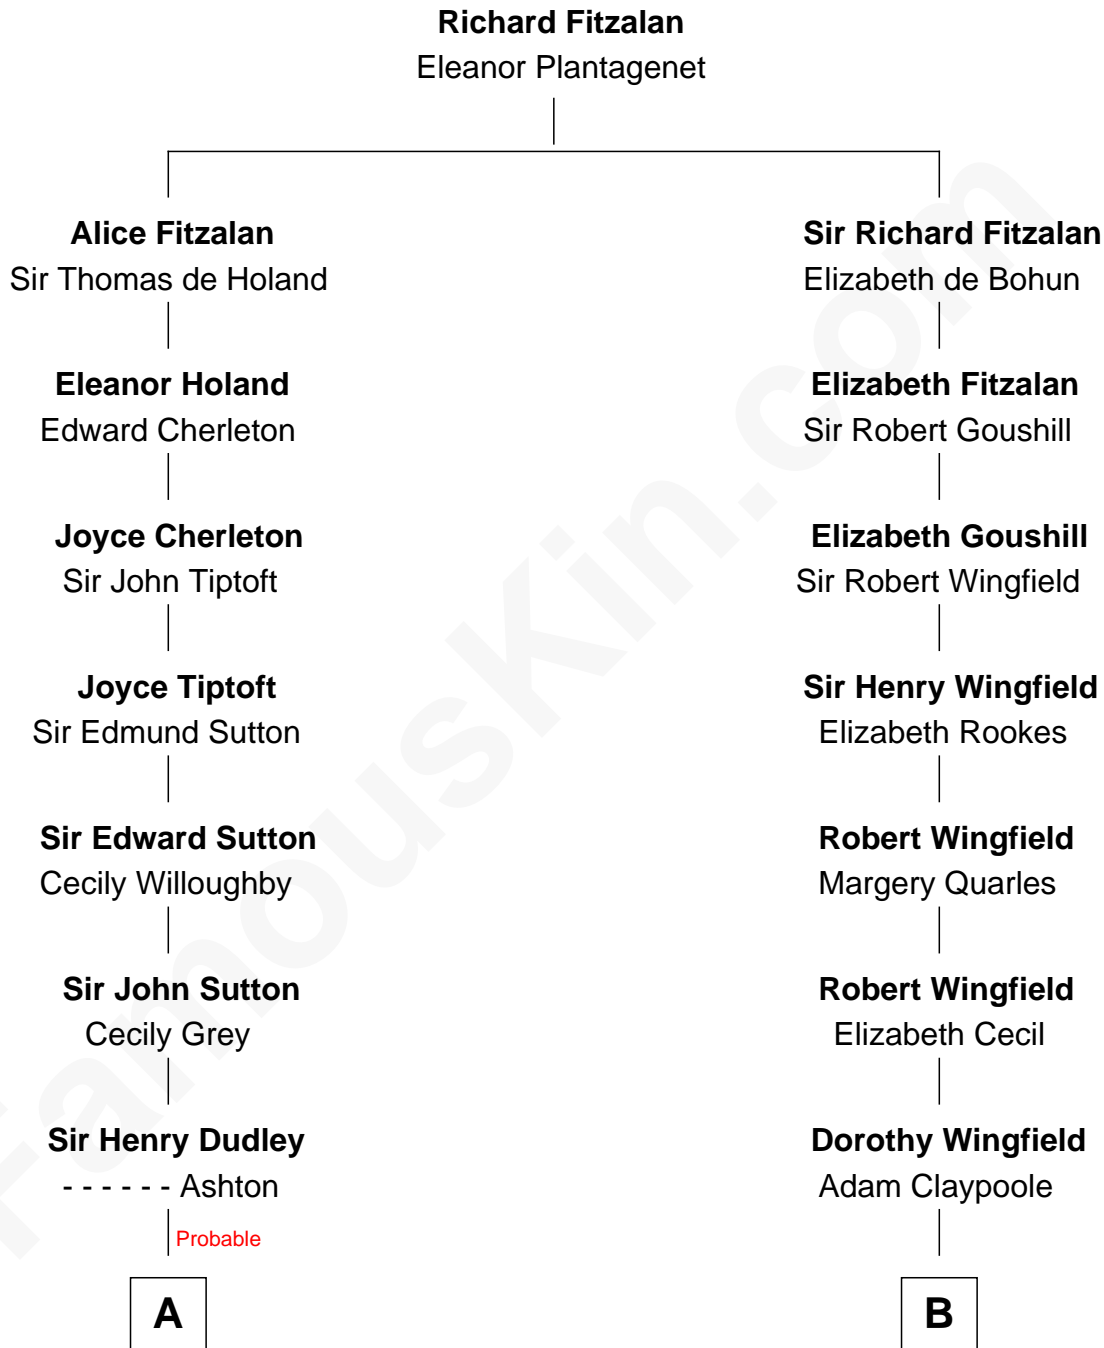 Richard Fitzalan
Eleanor Plantagenet
Alice Fitzalan
Sir Thomas de Holand
Eleanor Holand
Edward Cherleton
Joyce Cherleton
Sir John Tiptoft
Joyce Tiptoft
Sir Edmund Sutton
Sir Edward Sutton
Cecily Willoughby
Sir John Sutton
Cecily Grey
Sir Henry Dudley
- - - - - - Ashton
Probable
A
Sir Richard Fitzalan
Elizabeth de Bohun
Elizabeth Fitzalan
Sir Robert Goushill
Elizabeth Goushill
Sir Robert Wingfield
Sir Henry Wingfield
Elizabeth Rookes
Robert Wingfield
Margery Quarles
Robert Wingfield
Elizabeth Cecil
Dorothy Wingfield
Adam Claypoole
B
FamousKin.com